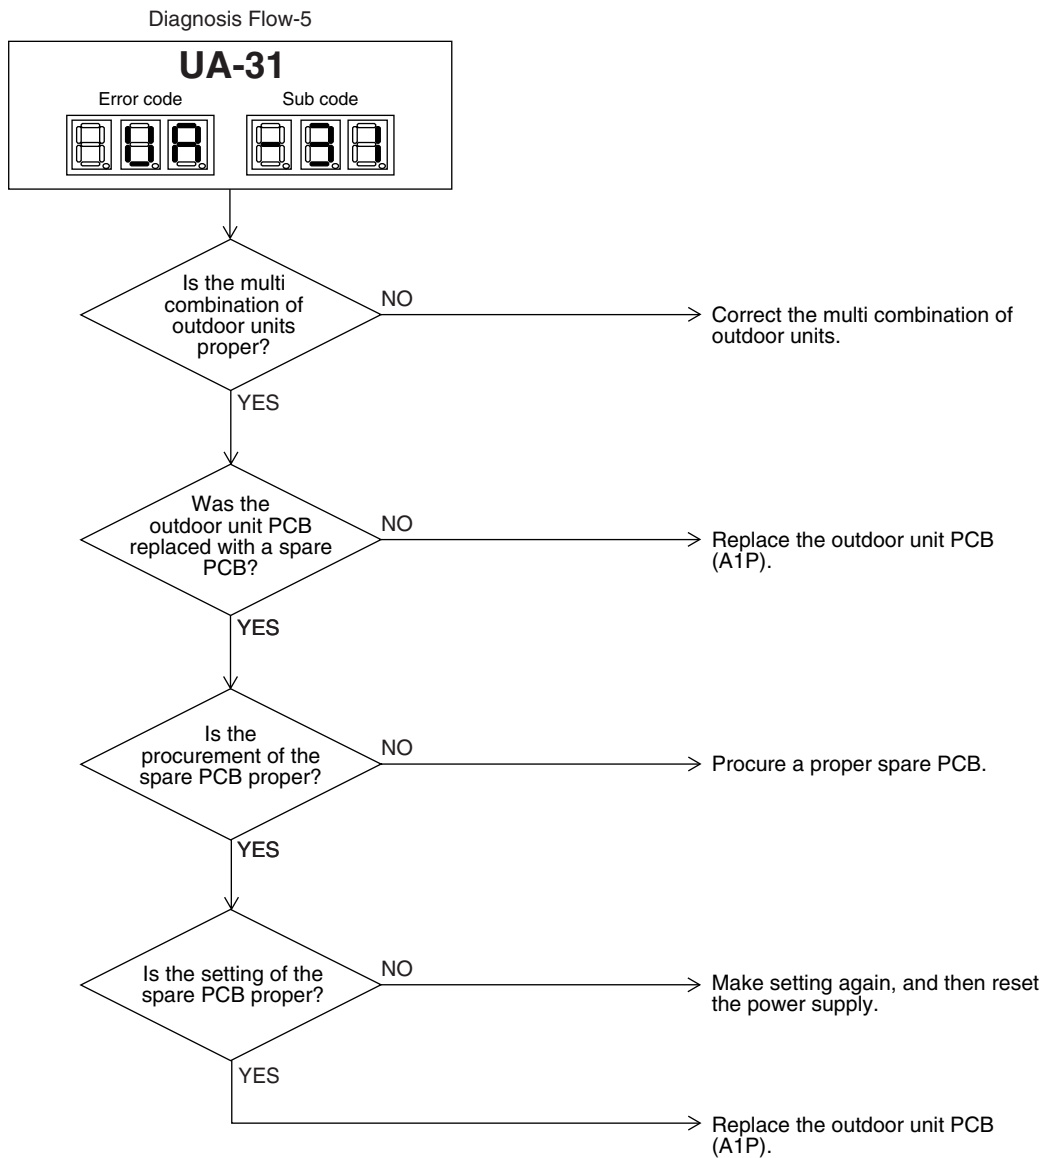 Diagnosis Flow-5
UA-31
Error code
Sub code
UA
-31
Is the multi
combination of
outdoor units
proper?
NO
Correct the multi combination of
outdoor units.
YES
Was the
outdoor unit PCB
replaced with a spare
PCB?
NO
Replace the outdoor unit PCB
(A1P).
YES
Is the
procurement of the
spare PCB proper?
NO
Procure a proper spare PCB.
YES
Is the setting of the
spare PCB proper?
NO
Make setting again, and then reset
the power supply.
YES
Replace the outdoor unit PCB
(A1P).